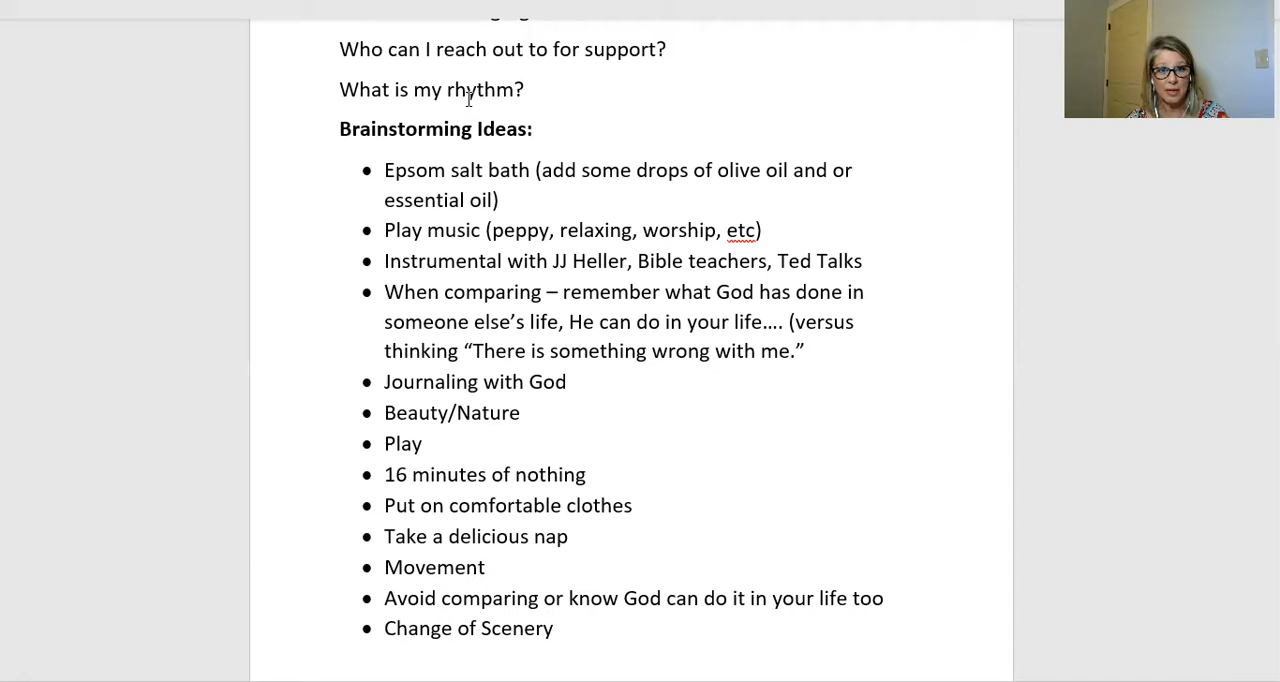 Who can I reach out to for support?
What is my rhythm?
Brainstorming Ideas:
• Epsom salt bath (add some drops of olive oil and or
essential oil)
• Play music (peppy, relaxing, worship, etc)
• Instrumental with JJ Heller, Bible teachers, Ted Talks
• When comparing – remember what God has done in
someone else’s life, He can do in your life…. (versus
thinking “There is something wrong with me.”
• Journaling with God
• Beauty/Nature
• Play
• 16 minutes of nothing
• Put on comfortable clothes
• Take a delicious nap
• Movement
• Avoid comparing or know God can do it in your life too
• Change of Scenery